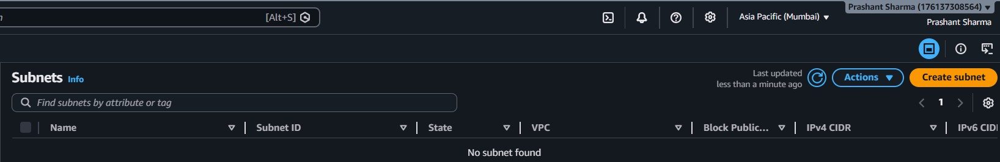 [Alt+S]
Asia Pacific (Mumbai)
Prashant Sharma (176137308564)
Prashant Sharma
Subnets Info
Last updated
less than a minute ago
Actions
Create subnet
Find subnets by attribute or tag
1
Name
Subnet ID
State
VPC
Block Public...
IPv4 CIDR
IPv6 CIDI
No subnet found